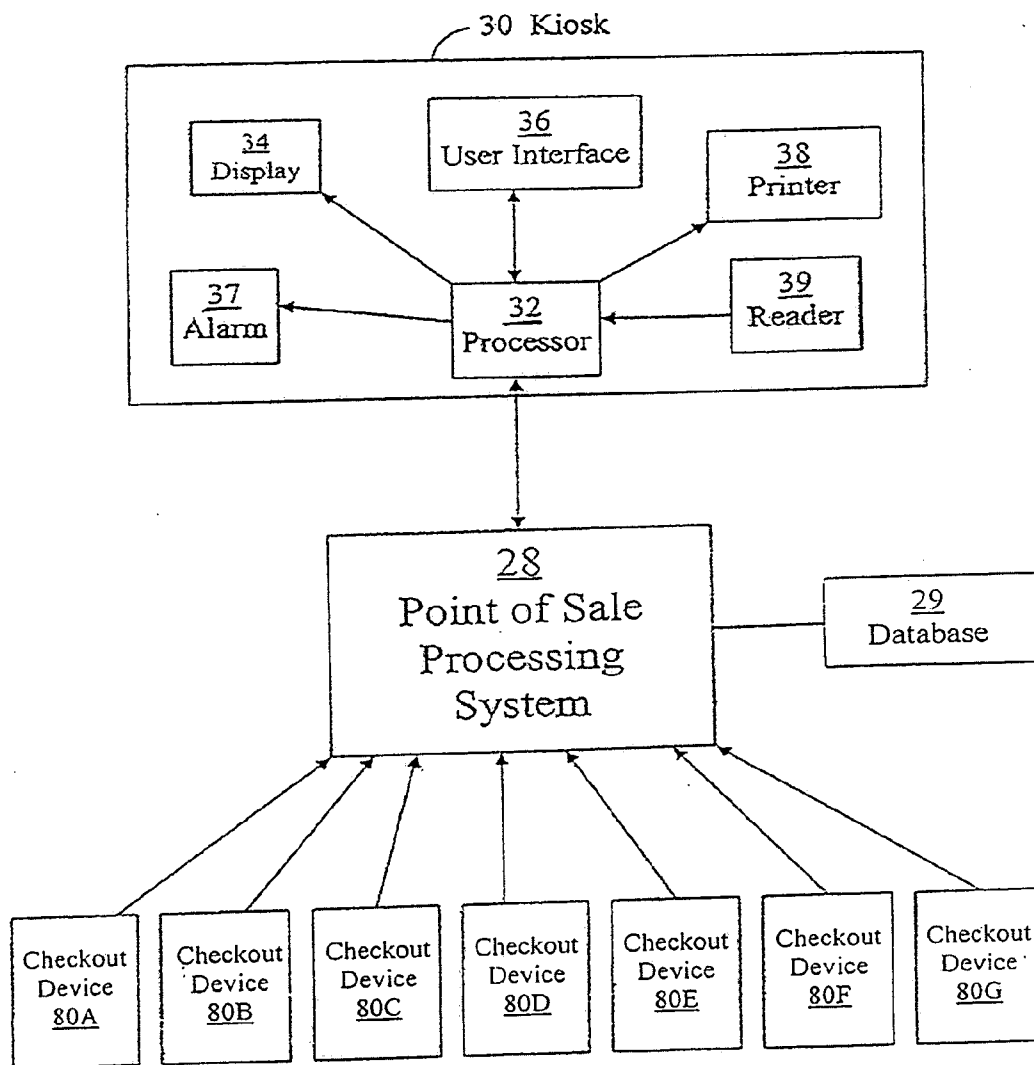 30 Kiosk
34
Display
36
User Interface
38
Printer
37
Alarm
32
Processor
39
Reader
28
Point of Sale
Processing
System
29
Database
Checkout
Device
80A
Checkout
Device
80B
Checkout
Device
80C
Checkout
Device
80D
Checkout
Device
80E
Checkout
Device
80F
Checkout
Device
80G